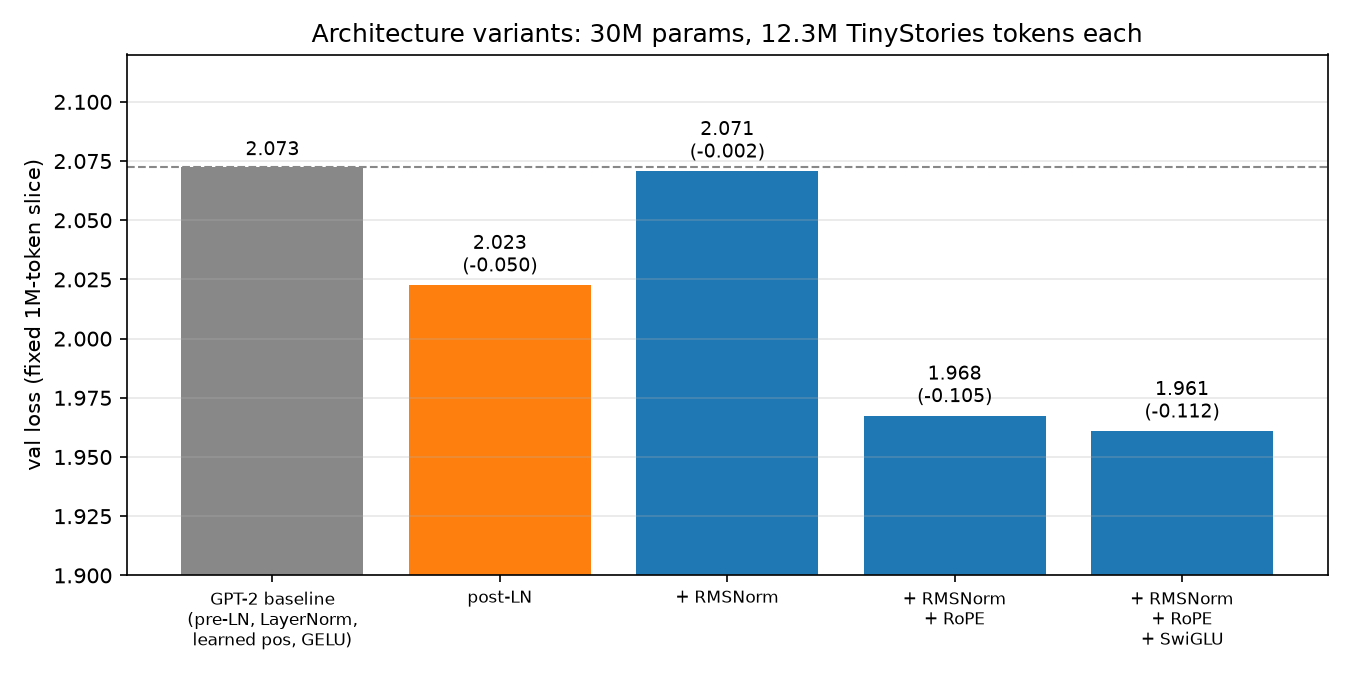 Architecture variants: 30M params, 12.3M TinyStories tokens each
val loss (fixed 1M-token slice)
2.100
2.075
2.050
2.025
2.000
1.975
1.950
1.925
1.900
2.073
2.023
(-0.050)
2.071
(-0.002)
1.968
(-0.105)
1.961
(-0.112)
GPT-2 baseline
(pre-LN, LayerNorm,
learned pos, GELU)
post-LN
+ RMSNorm
+ RMSNorm
+ RoPE
+ RMSNorm
+ RoPE
+ SwiGLU